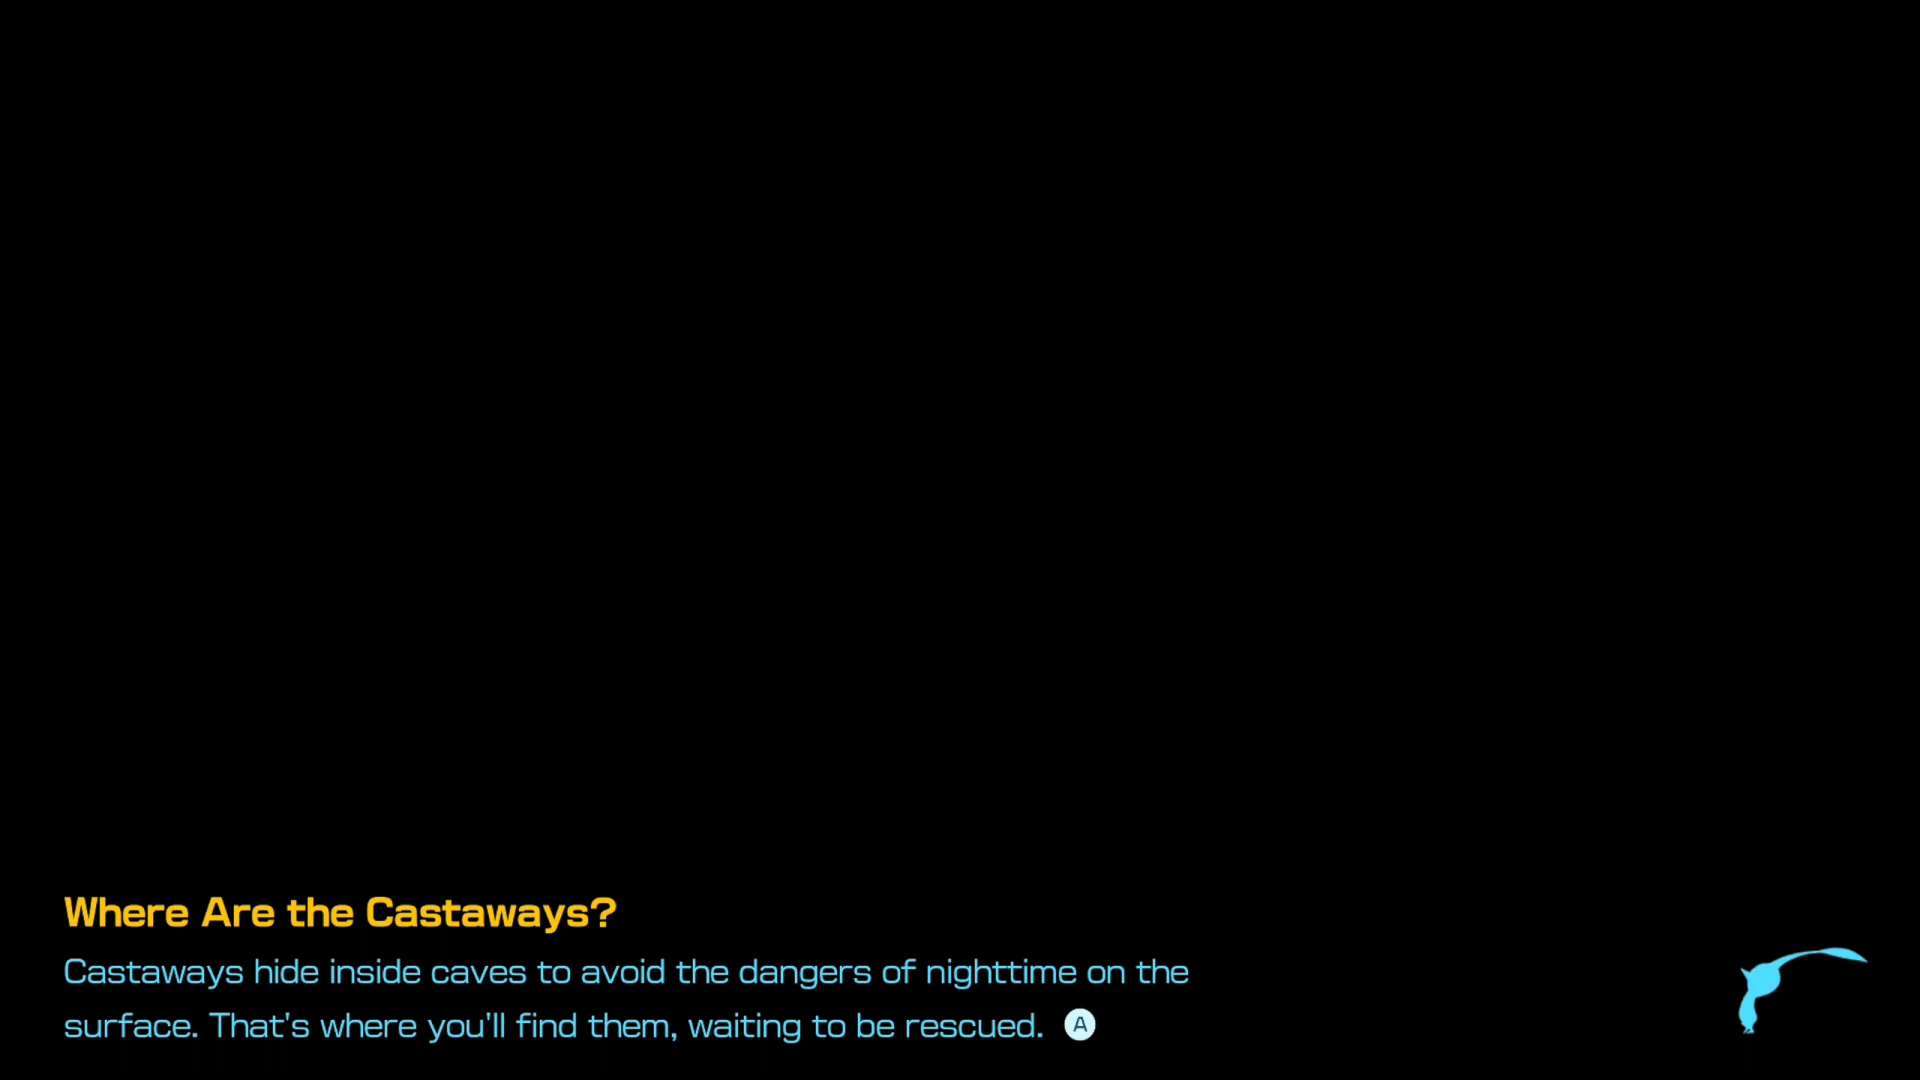 Where Are the Castaways?
Castaways hide inside caves to avoid the dangers of nighttime on the
surface. That's where you'll find them, waiting to be rescued. A